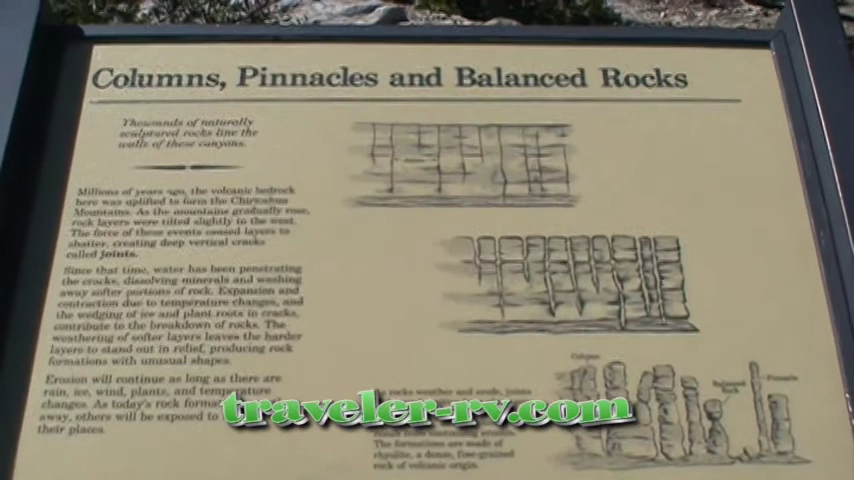 Columns, Pinnacles and Balanced Rocks
Thousands of naturally
sculptured rocks line the
walls of these canyons.
Millions of years ago, the volcanic bedrock
here was uplifted to form the Chiricahua
Mountains. As the mountains gradually rose,
rock layers were tilted slightly to the west.
The force of these events caused layers to
shatter, creating deep vertical cracks
called joints.
Since that time, water has been penetrating
the cracks, dissolving minerals and washing
away softer portions of rock. Expansion and
contraction due to temperature changes, and
the wedging of ice and plant roots in cracks,
contribute to the breakdown of rocks. The
weathering of softer layers leaves the harder
layers to stand out in relief, producing rock
formations with unusual shapes.
Erosion will continue as long as there are
rain, ice, wind, plants, and temperature
changes. As today's rock
away, others will be exposed to
their places.
Column
Balanced
Rock
Pinnacle
As rocks weather and erode, joints
The formations are made of
rhyolite, a dense, fine-grained
rock of volcanic origin.
traveler-rv.com